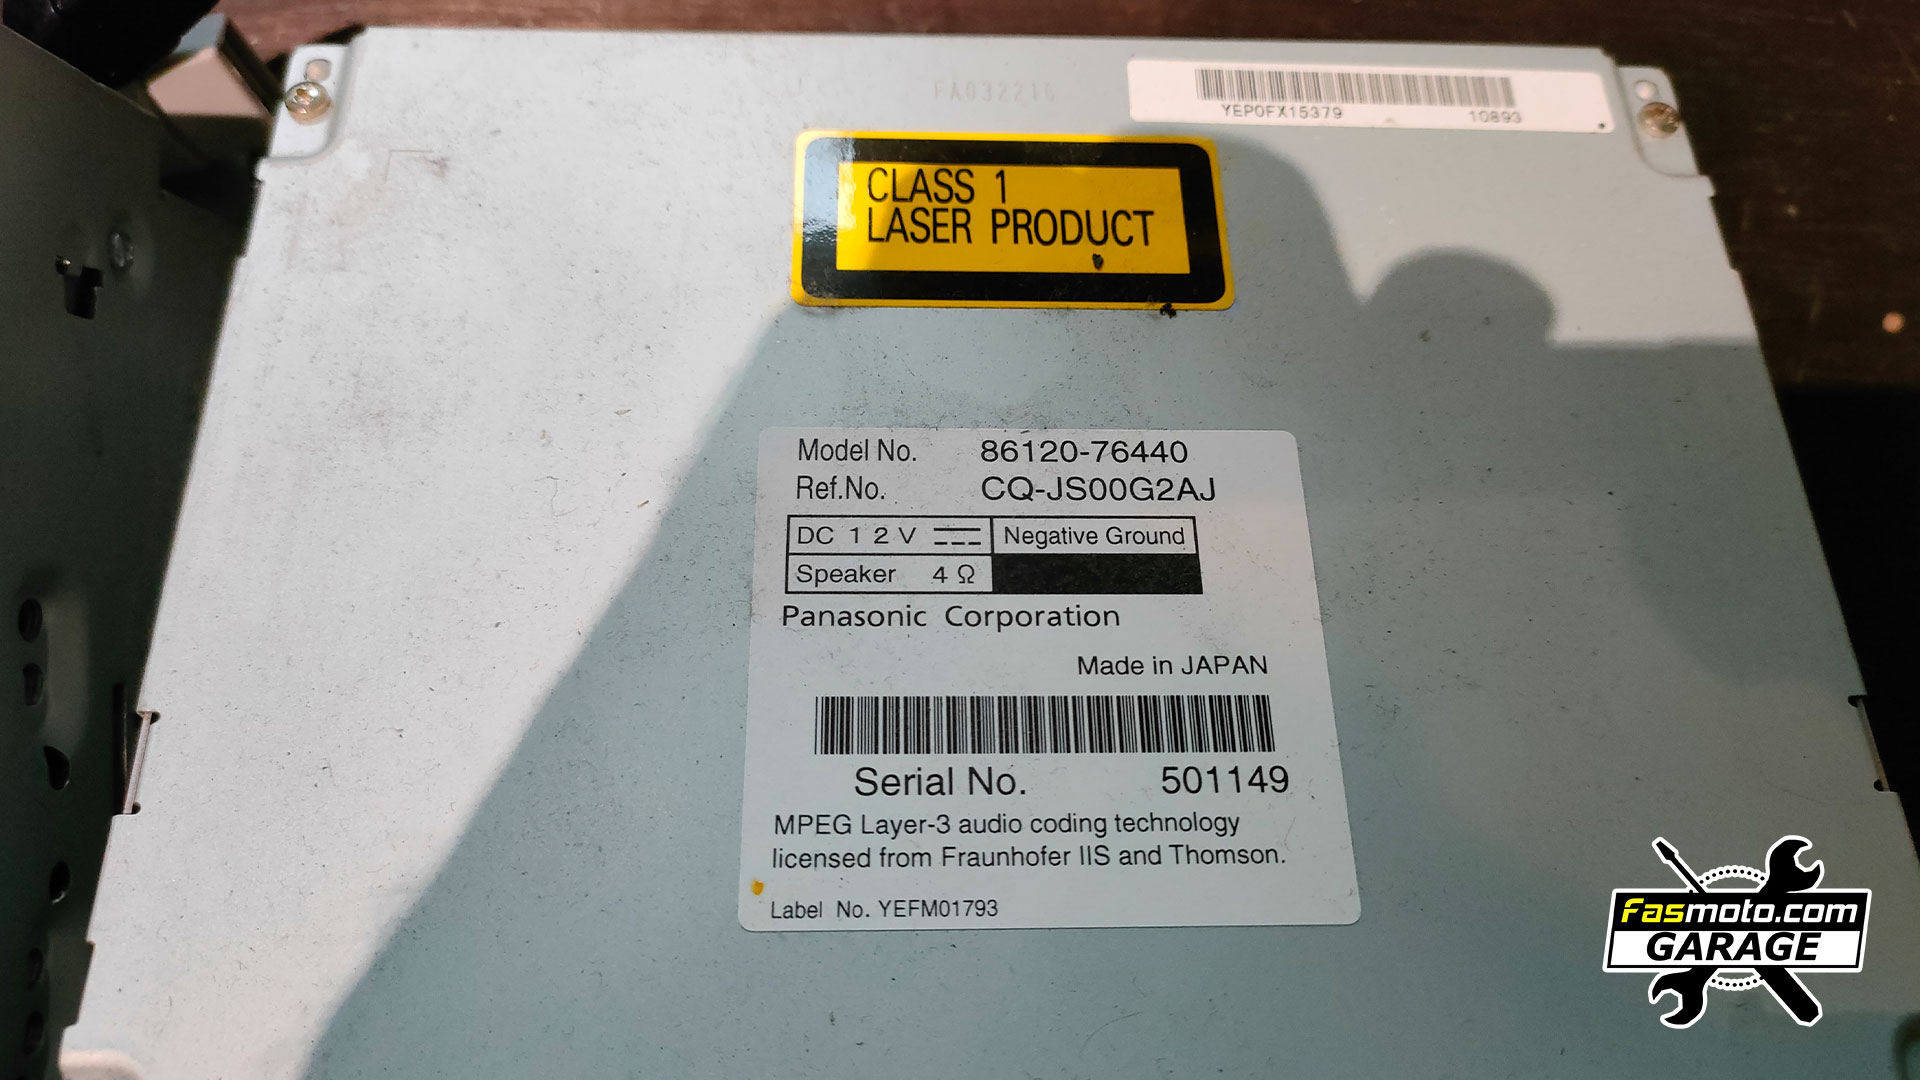 FA032216
YEP0FX15379 10893
CLASS 1
LASER PRODUCT
Model No. 86120-76440
Ref.No. CQ-JS00G2AJ
DC 12V Negative Ground
Speaker 4 Ω
Panasonic Corporation
Made in JAPAN
Serial No. 501149
MPEG Layer-3 audio coding technology
licensed from Fraunhofer IIS and Thomson.
Label No. YEFM01793
Fasmoto.com
GARAGE